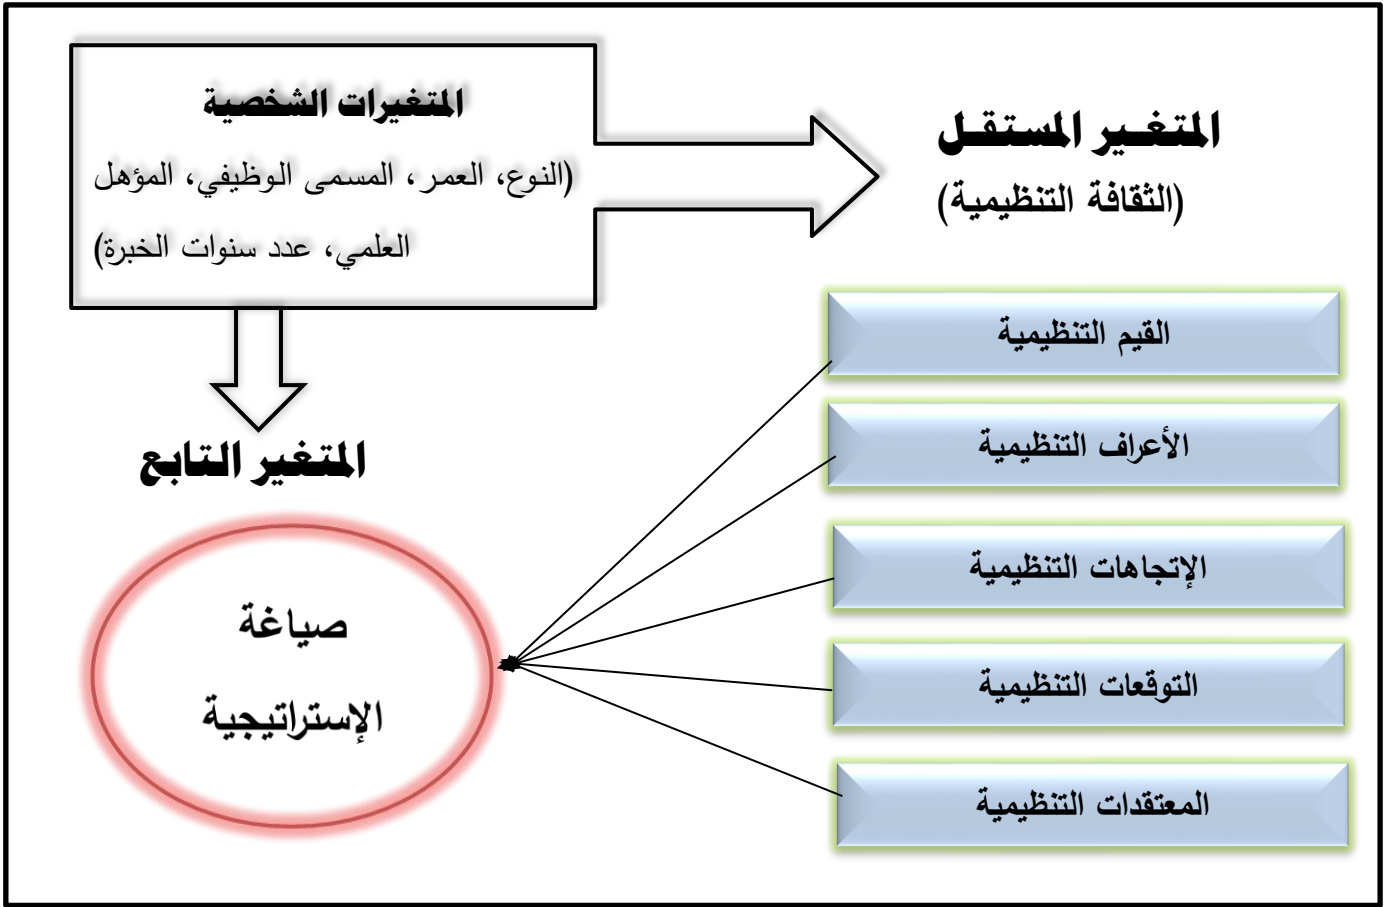 المتغيرات الشخصية
(النوع، العمر، المسمى الوظيفي، المؤهل
العلمي، عدد سنوات الخبرة)
المتغير المستقل
(الثقافة التنظيمية)
القيم التنظيمية
الأعراف التنظيمية
الإتجاهات التنظيمية
التوقعات التنظيمية
المعتقدات التنظيمية
المتغير التابع
صياغة
الإستراتيجية